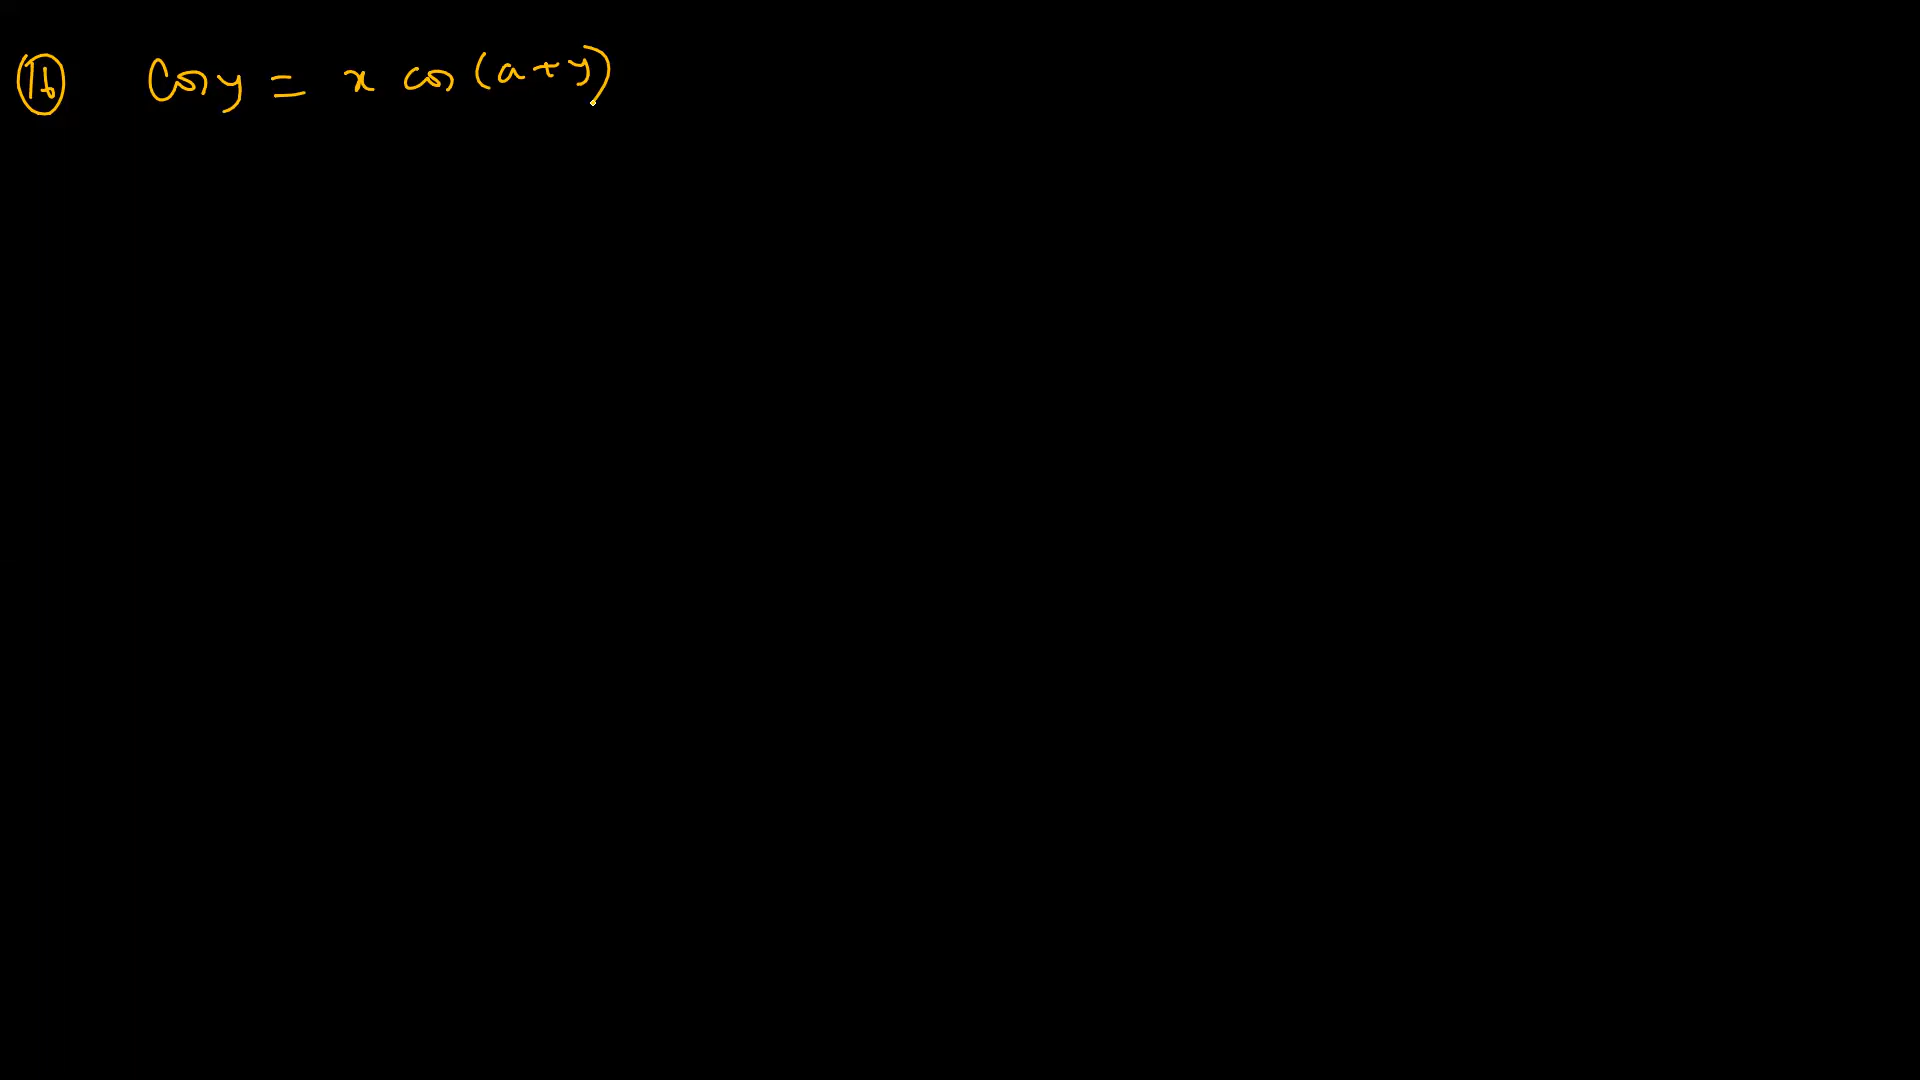 16 Cos y = x cos (a+y)